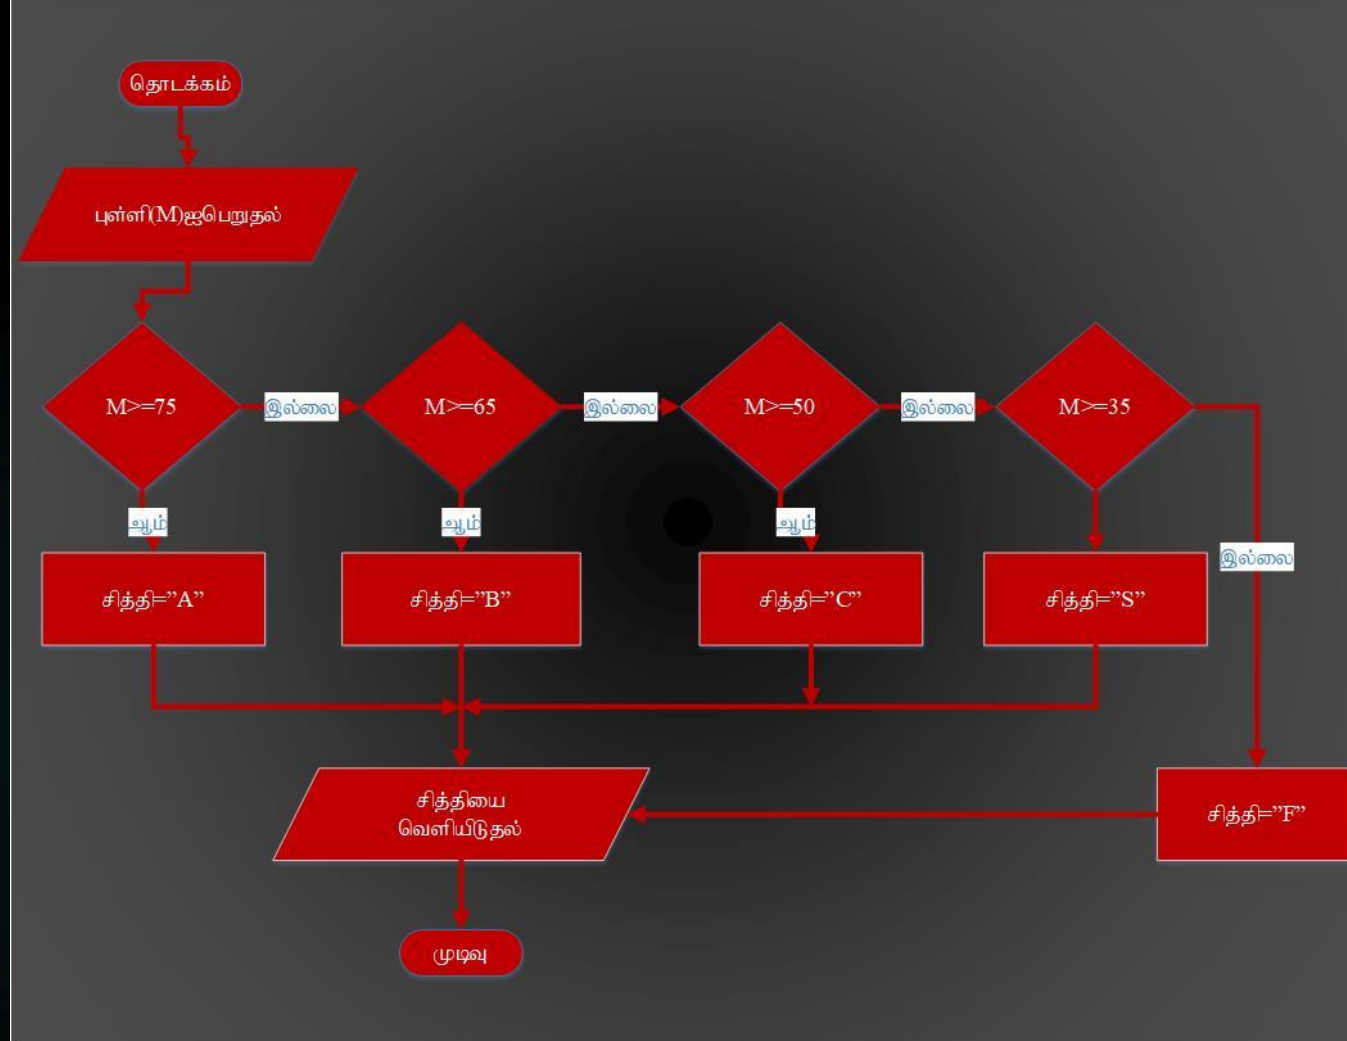 தொடக்கம்
புள்ளி(M)ஐபெறுதல்
M>=75
இல்லை
M>=65
இல்லை
M>=50
இல்லை
M>=35
ஆம்
ஆம்
ஆம்
இல்லை
சித்தி=”A”
சித்தி=”B”
சித்தி=”C”
சித்தி=”S”
சித்தியை
வெளியிடுதல்
சித்தி=”F”
முடிவு